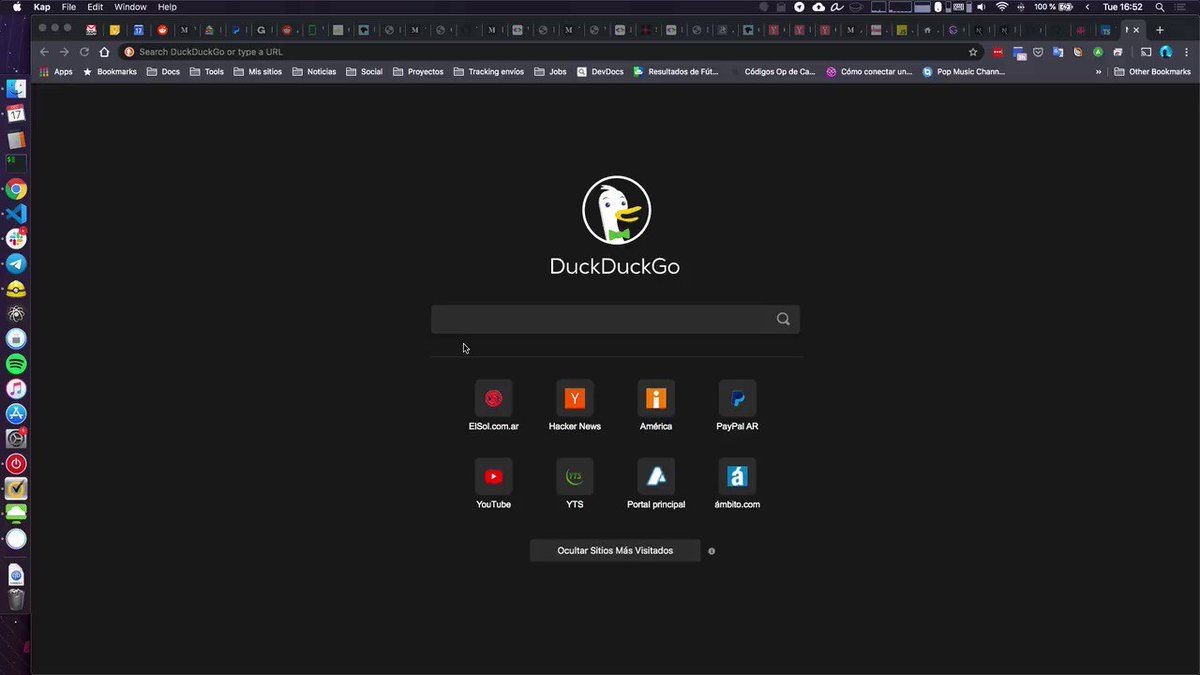 Kap File Edit Window Help 100 % Tue 16:52
Search DuckDuckGo or type a URL
Apps Bookmarks Docs Tools Mis sitios Noticias Social Proyectos Tracking envíos Jobs DevDocs Resultados de Fút... Códigos Op de Ca... Cómo conectar un... Pop Music Chann... » Other Bookmarks
17
DuckDuckGo
ElSol.com.ar Hacker News América PayPal AR
YouTube YTS Portal principal ámbito.com
Ocultar Sitios Más Visitados